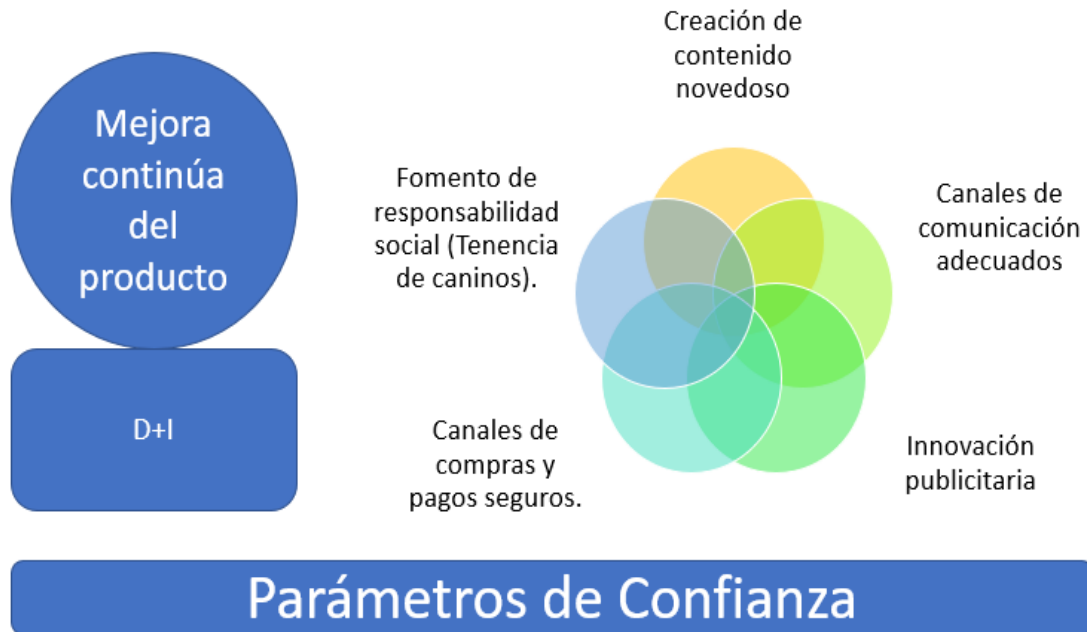 Mejora
continúa
del
producto
D+I
Creación de
contenido
novedoso
Fomento de
responsabilidad
social (Tenencia
de caninos).
Canales de
comunicación
adecuados
Canales de
compras y
pagos seguros.
Innovación
publicitaria
Parámetros de Confianza